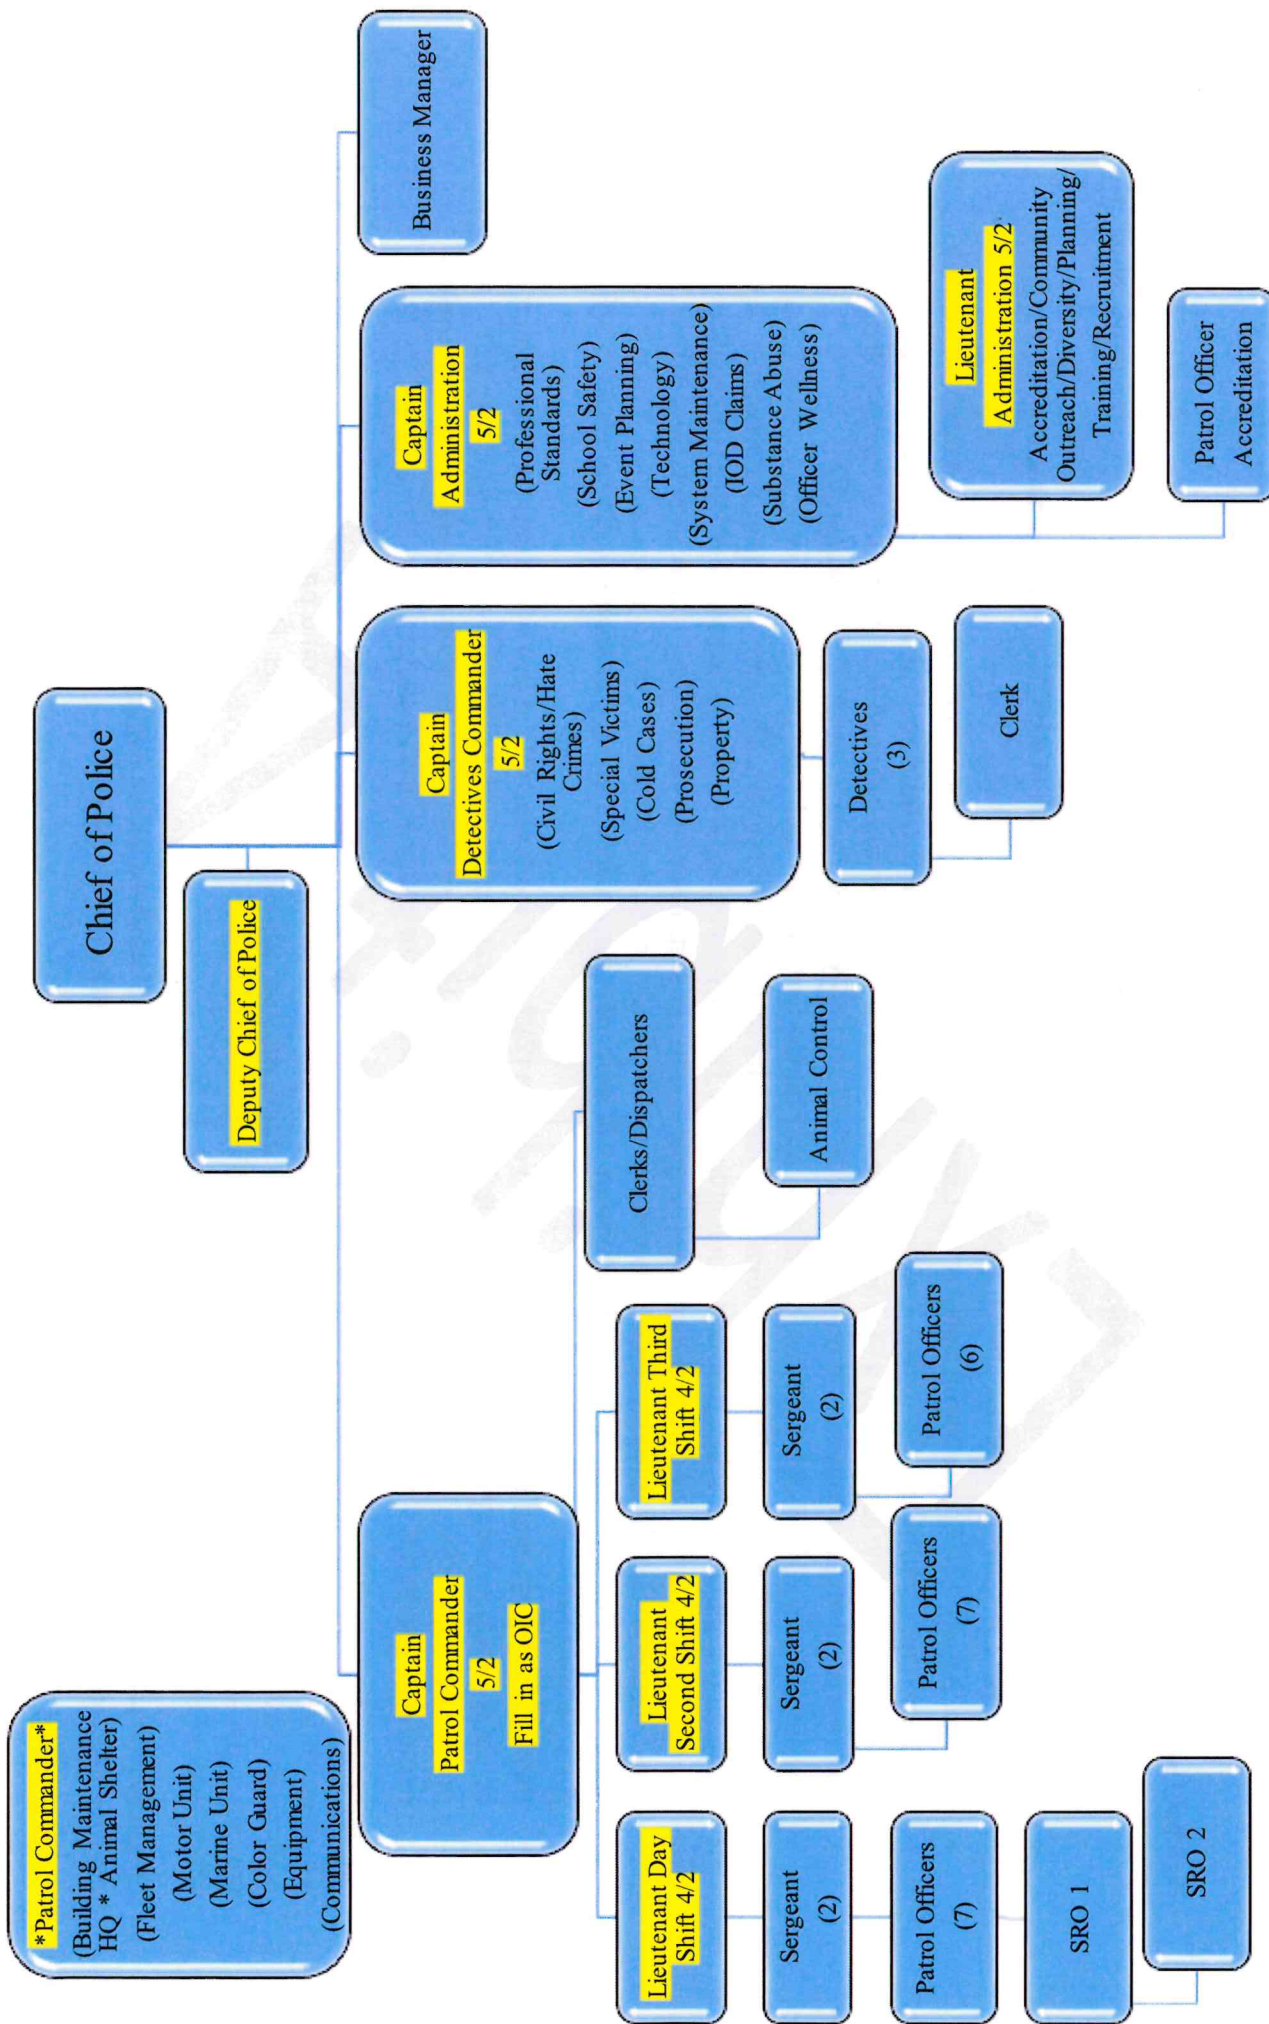 Chief of Police
Deputy Chief of Police
*Patrol Commander*
(Building Maintenance
HQ * Animal Shelter)
(Fleet Management)
(Motor Unit)
(Marine Unit)
(Color Guard)
(Equipment)
(Communications)
Captain
Patrol Commander
5/2
Fill in as OIC
Captain
Detectives Commander
5/2
(Civil Rights/Hate
Crimes)
(Special Victims)
(Cold Cases)
(Prosecution)
(Property)
Captain
Administration
5/2
(Professional
Standards)
(School Safety)
(Event Planning)
(Technology)
(System Maintenance)
(IOD Claims)
(Substance Abuse)
(Officer Wellness)
Business Manager
Lieutenant Day
Shift 4/2
Sergeant
(2)
Patrol Officers
(7)
SRO 1
SRO 2
Lieutenant
Second Shift 4/2
Sergeant
(2)
Patrol Officers
(7)
Lieutenant Third
Shift 4/2
Sergeant
(2)
Patrol Officers
(6)
Clerks/Dispatchers
Animal Control
Detectives
(3)
Clerk
Lieutenant
Administration 5/2
Accreditation/Community
Outreach/Diversity/Planning/
Training/Recruitment
Patrol Officer
Accreditation